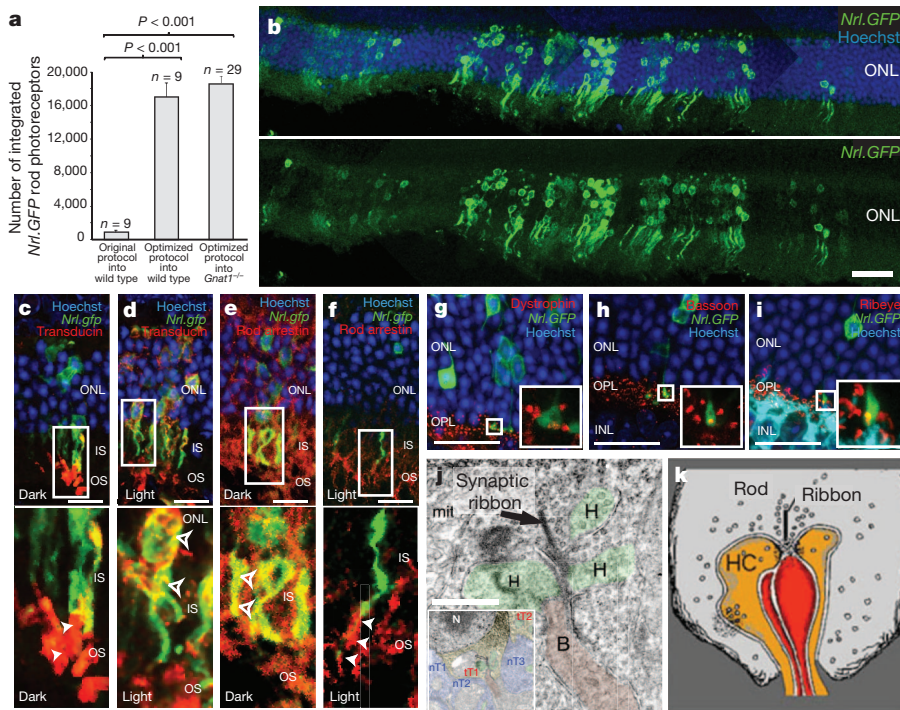 a
P < 0.001
P < 0.001
Number of integrated
Nrl.GFP rod photoreceptors
20,000
16,000
12,000
8,000
4,000
0
n = 9
n = 9
n = 29
Original protocol into wild type
Optimized protocol into wild type
Optimized protocol into Gnat1−/−
b
Nrl.GFP
Hoechst
ONL
Nrl.GFP
ONL
c
Hoechst
Nrl.gfp
Transducin
ONL
IS
OS
Dark
IS
OS
Dark
d
Hoechst
Nrl.gfp
Transducin
ONL
IS
OS
Light
ONL
IS
OS
Light
e
Hoechst
Nrl.gfp
Rod arrestin
ONL
IS
OS
Dark
IS
OS
Dark
f
Hoechst
Nrl.gfp
Rod arrestin
ONL
IS
OS
Light
IS
OS
Light
g
Dystrophin
Nrl.GFP
Hoechst
ONL
OPL
h
Bassoon
Nrl.GFP
Hoechst
ONL
OPL
INL
i
Ribeye
Nrl.GFP
Hoechst
ONL
OPL
INL
j
Synaptic
ribbon
mit
H
H
H
B
N
tT2
nT1
tT1
nT3
nT2
k
Rod
Ribbon
HC